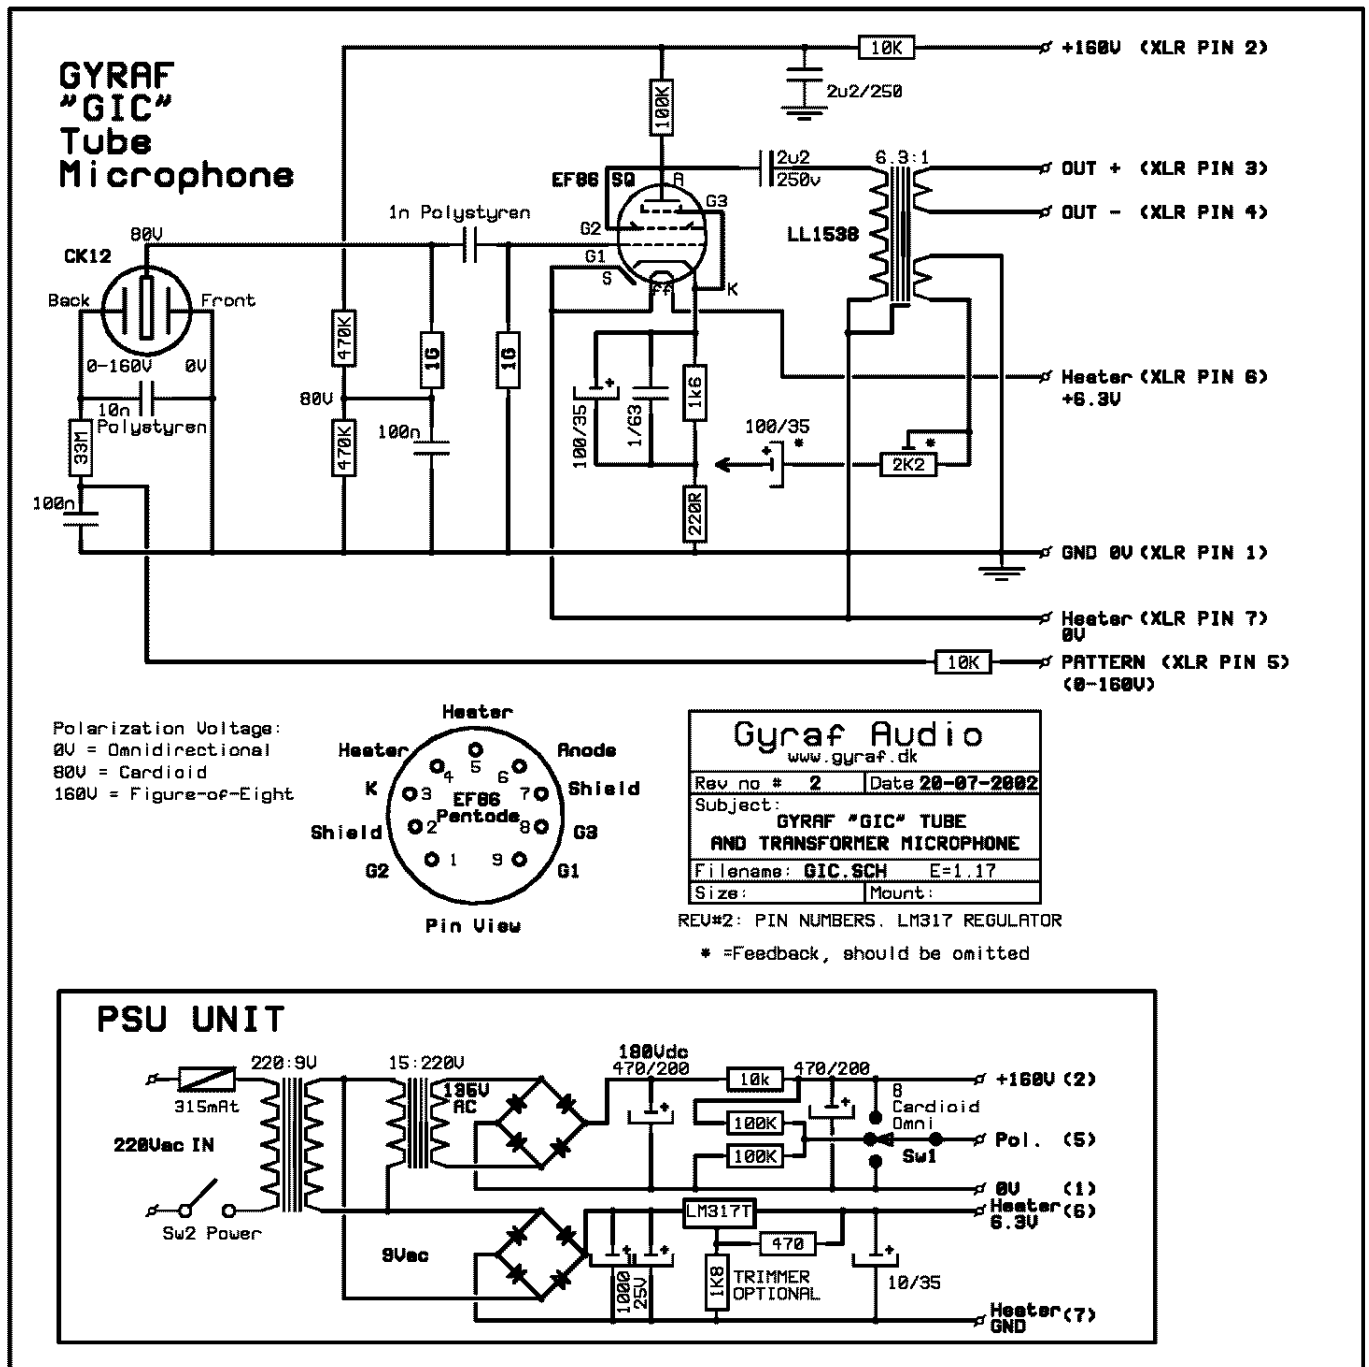 GYRAF
"GIC"
Tube
Microphone
10K
+160V (XLR PIN 2)
2u2/250
100K
2u2
250v
6.3:1
OUT + (XLR PIN 3)
EF86 SQ
A
G3
1n Polystyren
G2
LL1538
OUT - (XLR PIN 4)
80V
CK12
G1
S
ff
K
Back
Front
470K
1G
1G
0-160V
0V
1k6
Heater (XLR PIN 6)
+6.3V
10n
Polystyren
80V
100n
100/35
1/63
100/35
*
*
2K2
33M
470K
100n
220R
GND 0V (XLR PIN 1)
Heater (XLR PIN 7)
0V
10K
PATTERN (XLR PIN 5)
(0-160V)
Polarization Voltage:
0V = Omnidirectional
80V = Cardioid
160V = Figure-of-Eight
Heater
Heater
Anode
K
Shield
Shield
G3
G2
G1
4
5
6
3
7
2
8
1
9
EF86
Pentode
Pin View
Gyraf Audio
www.gyraf.dk
Rev no # 2
Date 20-07-2002
Subject:
GYRAF "GIC" TUBE
AND TRANSFORMER MICROPHONE
Filename: GIC.SCH E=1.17
Size:
Mount:
REV#2: PIN NUMBERS. LM317 REGULATOR
* =Feedback, should be omitted
PSU UNIT
220:9V
15:220V
180Vdc
470/200
10k
470/200
+160V (2)
315mAt
195V
AC
8
Cardioid
Omni
100K
220Vac IN
100K
Sw1
Pol. (5)
0V (1)
Sw2 Power
LM317T
Heater (6)
6.3V
9Vac
470
1000
25V
1K8
TRIMMER
OPTIONAL
10/35
Heater (7)
GND